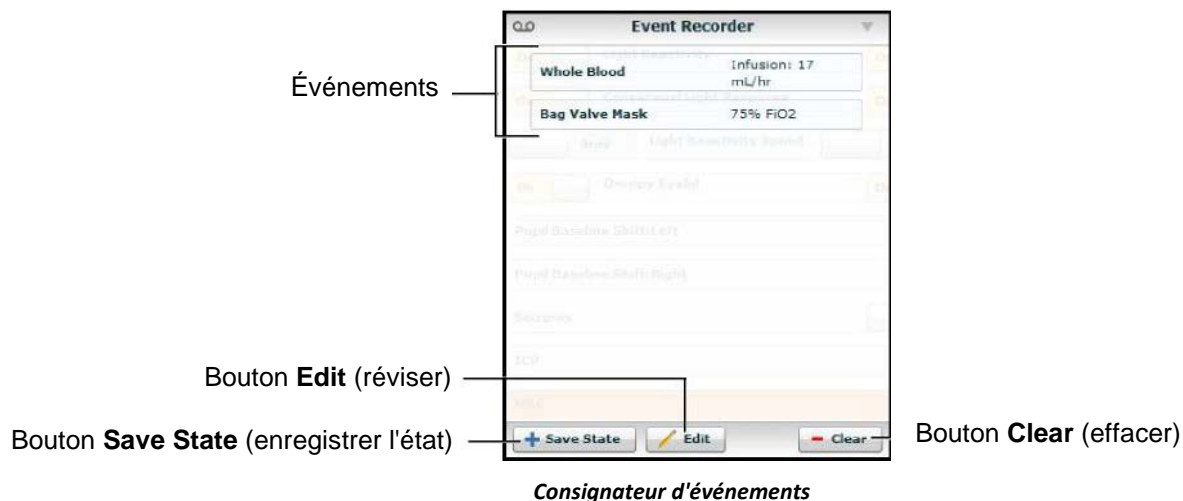 Event Recorder
Événements
Whole Blood
Infusion: 17
mL/hr
Bag Valve Mask
75% FiO2
Light Reactivity Speed
Droopy Eyelid
Pupil Baseline Shift: Left
Pupil Baseline Shift: Right
Seizures
ICP
Bouton Edit (réviser)
Bouton Save State (enregistrer l'état)
Save State
Edit
Clear
Bouton Clear (effacer)
Consignateur d'événements